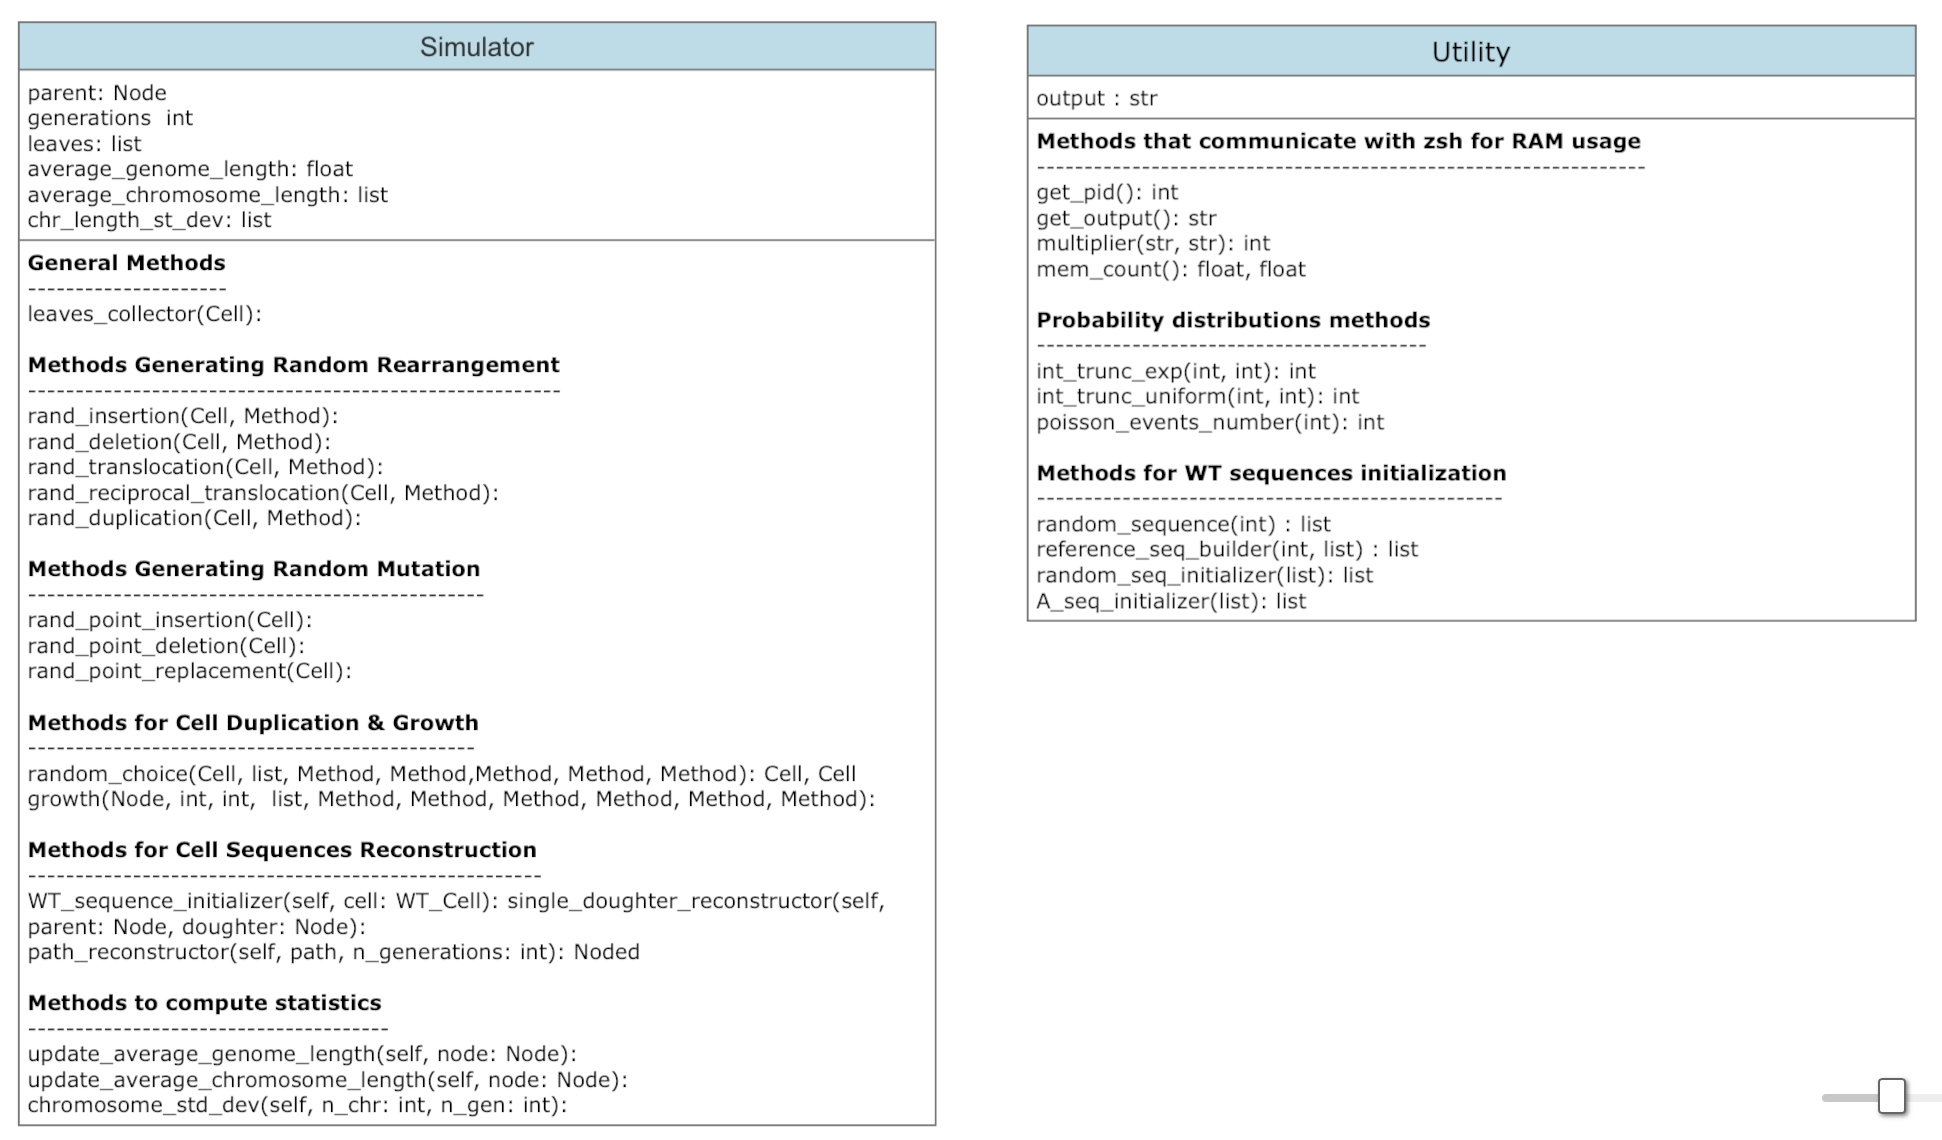 Simulator
parent: Node
generations  int
leaves: list
average_genome_length: float
average_chromosome_length: list
chr_length_st_dev: list
General Methods
---------------------
leaves_collector(Cell):
Methods Generating Random Rearrangement
--------------------------------------------------------
rand_insertion(Cell, Method):
rand_deletion(Cell, Method):
rand_translocation(Cell, Method):
rand_reciprocal_translocation(Cell, Method):
rand_duplication(Cell, Method):
Methods Generating Random Mutation
------------------------------------------------
rand_point_insertion(Cell):
rand_point_deletion(Cell):
rand_point_replacement(Cell):
Methods for Cell Duplication & Growth
-----------------------------------------------
random_choice(Cell, list, Method, Method,Method, Method, Method): Cell, Cell
growth(Node, int, int,  list, Method, Method, Method, Method, Method, Method):
Methods for Cell Sequences Reconstruction
------------------------------------------------------
WT_sequence_initializer(self, cell: WT_Cell): single_doughter_reconstructor(self,
parent: Node, doughter: Node):
path_reconstructor(self, path, n_generations: int): Noded
Methods to compute statistics
--------------------------------------
update_average_genome_length(self, node: Node):
update_average_chromosome_length(self, node: Node):
chromosome_std_dev(self, n_chr: int, n_gen: int):
Utility
output : str
Methods that communicate with zsh for RAM usage
----------------------------------------------------------------
get_pid(): int
get_output(): str
multiplier(str, str): int
mem_count(): float, float
Probability distributions methods
-----------------------------------------
int_trunc_exp(int, int): int
int_trunc_uniform(int, int): int
poisson_events_number(int): int
Methods for WT sequences initialization
-------------------------------------------------
random_sequence(int) : list
reference_seq_builder(int, list) : list
random_seq_initializer(list): list
A_seq_initializer(list): list